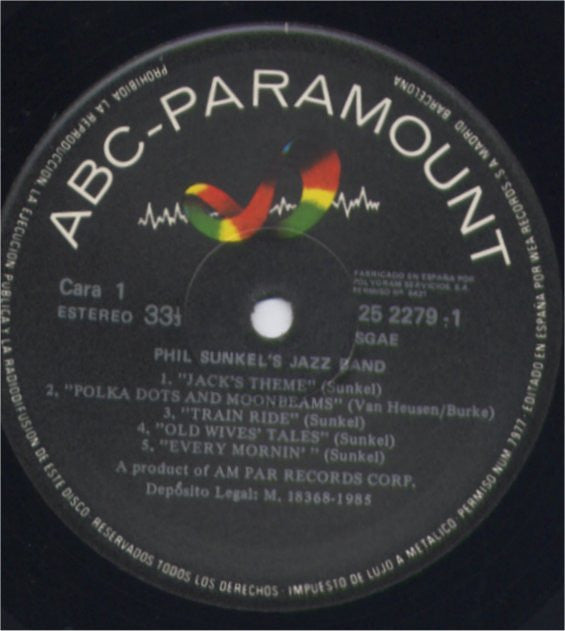 ABC-PARAMOUNT
PROHIBIDA LA REPRODUCCION, LA EJECUCION PUBLICA Y LA RADIODIFUSION DE ESTE DISCO. RESERVADOS TODOS LOS DERECHOS · IMPUESTO DE LUJO A METALICO · PERMISO NUM 7977 · EDITADO EN ESPAÑA POR WEA RECORDS, S A MADRID BARCELONA
Cara 1
ESTEREO 33⅓
FABRICADO EN ESPAÑA POR
POLYGRAM SERVICIOS, S.A.
PERMISO Nº
25 2279 -1
SGAE
PHIL SUNKEL'S JAZZ BAND
1. "JACK'S THEME" (Sunkel)
2. "POLKA DOTS AND MOONBEAMS" (Van Heusen/Burke)
3. "TRAIN RIDE" (Sunkel)
4. "OLD WIVES' TALES" (Sunkel)
5. "EVERY MORNIN' " (Sunkel)
A product of AM PAR RECORDS CORP.
Depósito Legal: M. 18368-1985